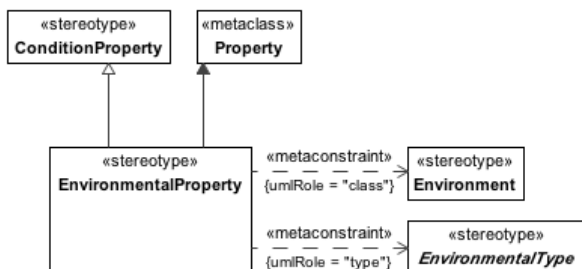 «stereotype»
ConditionProperty
«metaclass»
Property
«stereotype»
EnvironmentalProperty
«metaconstraint»
{umlRole = "class"}
«stereotype»
Environment
«metaconstraint»
{umlRole = "type"}
«stereotype»
EnvironmentalType